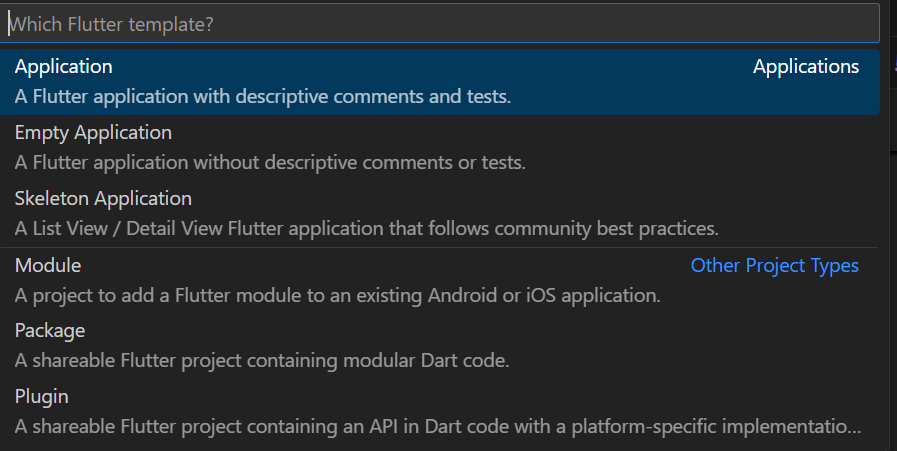 Which Flutter template?
Application Applications
A Flutter application with descriptive comments and tests.
Empty Application
A Flutter application without descriptive comments or tests.
Skeleton Application
A List View / Detail View Flutter application that follows community best practices.
Module Other Project Types
A project to add a Flutter module to an existing Android or iOS application.
Package
A shareable Flutter project containing modular Dart code.
Plugin
A shareable Flutter project containing an API in Dart code with a platform-specific implementatio...